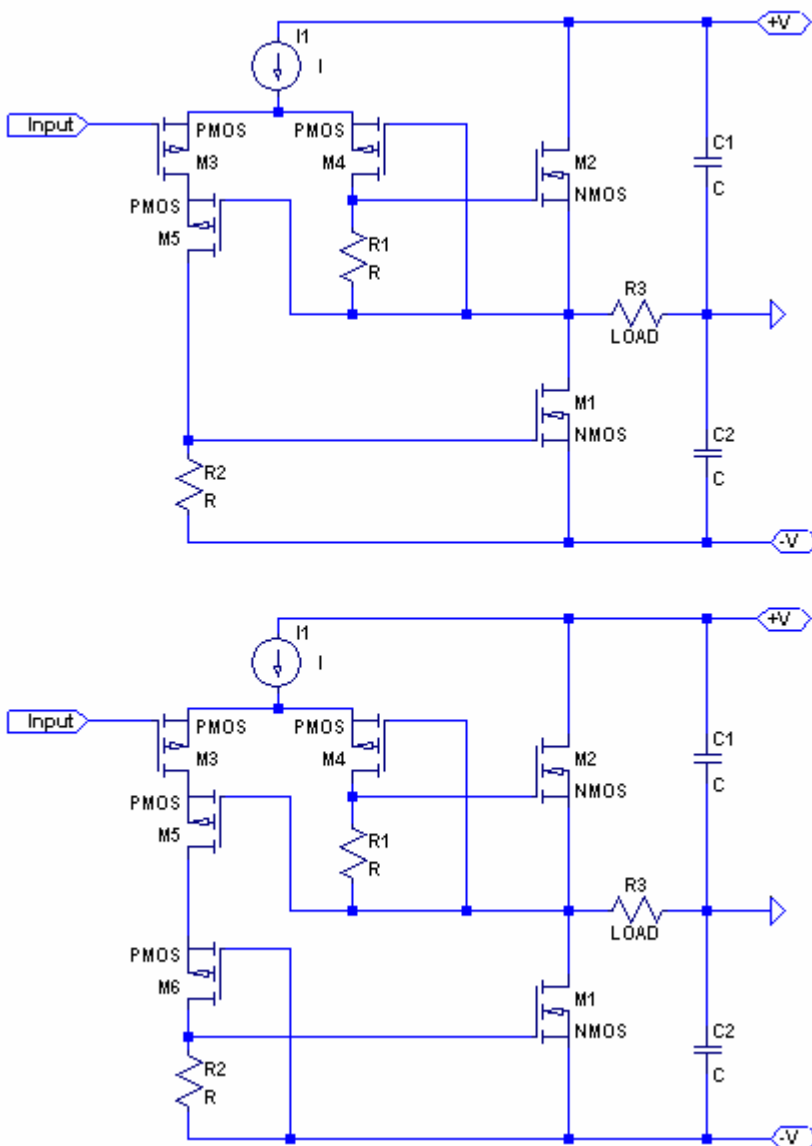 I1
+V
I
Input
PMOS
PMOS
C1
M3
M4
M2
C
PMOS
NMOS
M5
R1
R
R3
LOAD
M1
NMOS
C2
R2
C
R
-V
I1
+V
I
Input
PMOS
PMOS
C1
M3
M4
M2
C
PMOS
NMOS
M5
R1
R
R3
LOAD
PMOS
M6
M1
NMOS
C2
R2
C
R
-V